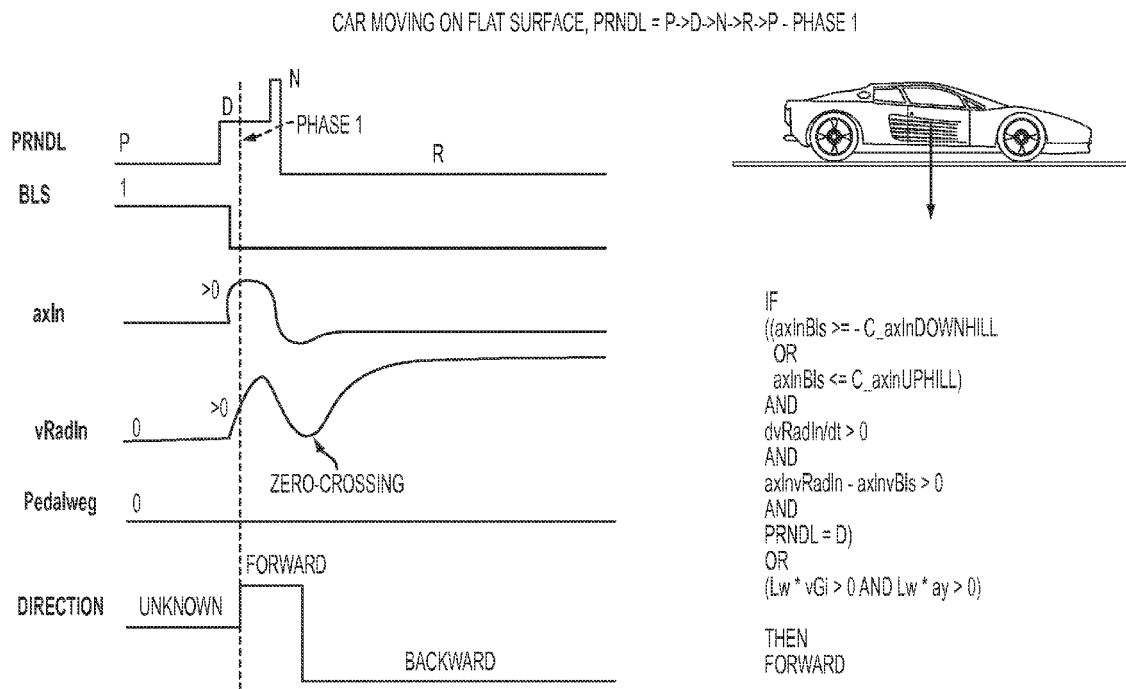 CAR MOVING ON FLAT SURFACE, PRNDL = P->D->N->R->P - PHASE 1
N
D
PHASE 1
PRNDL
P
R
BLS
1
>0
axIn
>0
vRadIn
0
ZERO-CROSSING
Pedalweg
0
FORWARD
DIRECTION
UNKNOWN
BACKWARD
IF
((axinBls >= - C_axinDOWNHILL
OR
axinBls <= C_axinUPHILL)
AND
dvRadIn/dt > 0
AND
axinvRadin - axinvBls > 0
AND
PRNDL = D)
OR
(Lw * vGi > 0 AND Lw * ay > 0)
THEN
FORWARD